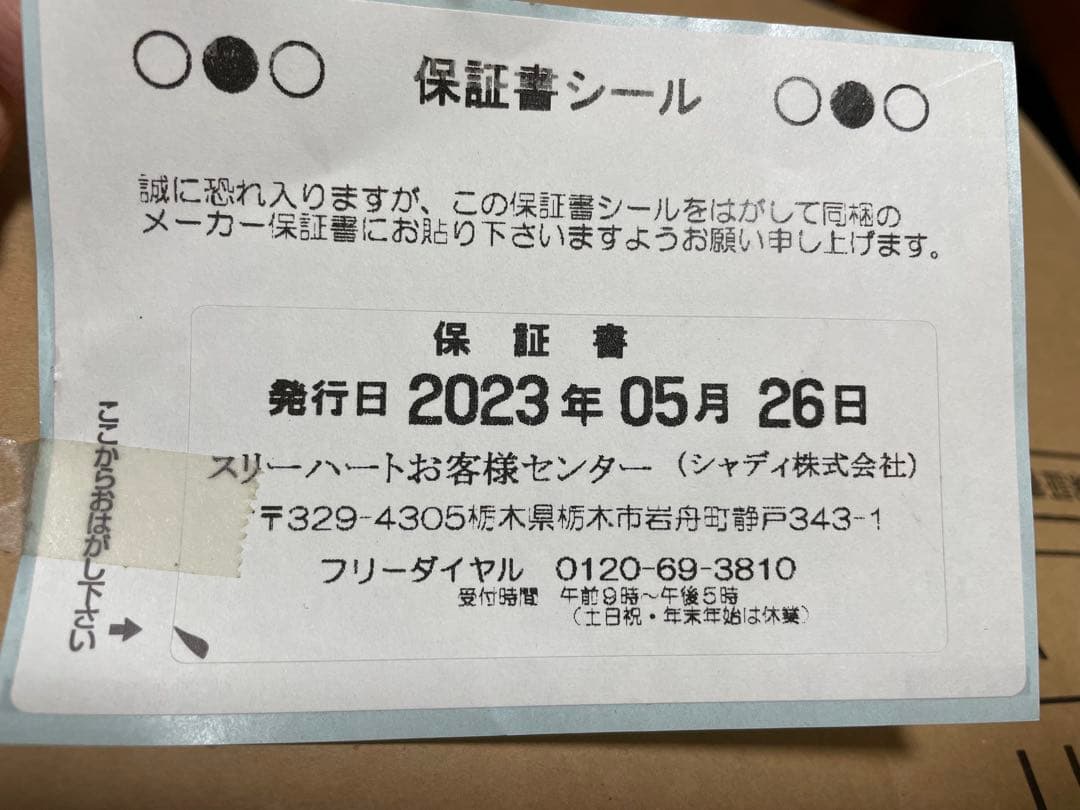 ○●○ 保証書シール ○●○
誠に恐れ入りますが、この保証書シールをはがして同梱の
メーカー保証書にお貼り下さいますようお願い申し上げます。
保証書
発行日 2023年 05月 26日
スリーハートお客様センター（シャディ株式会社）
〒329-4305栃木県栃木市岩舟町静戸343-1
フリーダイヤル 0120-69-3810
受付時間 午前9時～午後5時
（土日祝・年末年始は休業）
ここからおはがし下さい➡